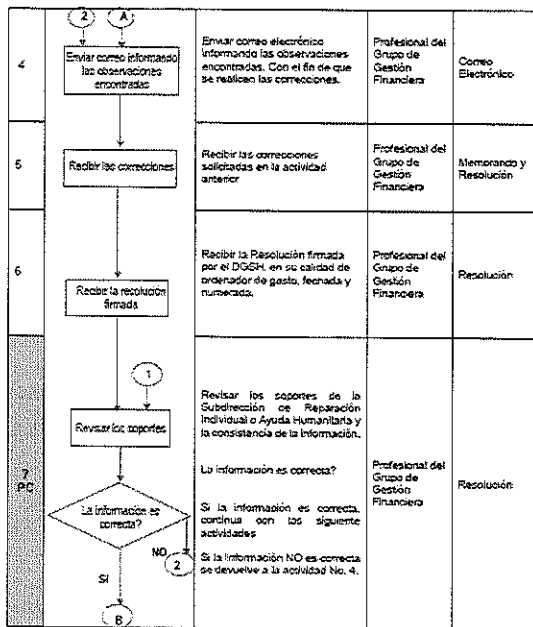 2 A
4
Enviar correo informando
las observaciones
encontradas
Enviar correo electrónico
informando las observaciones
encontradas. Con el fin de que
se realicen las correcciones.
Profesional del
Grupo de
Gestión
Financiera
Correo
Electrónico
5
Recibir las correcciones
Recibir las correcciones
solicitadas en la actividad
anterior
Profesional del
Grupo de
Gestión
Financiera
Memorando y
Resolución
6
Recibir la resolución
firmada
Recibir la Resolución firmada
por el DGSH, en su calidad de
ordenador de gasto, fechada y
numerada.
Profesional del
Grupo de
Gestión
Financiera
Resolución
7
PC
1
Revisar los soportes
La información es
correcta?
NO
2
SI
B
Revisar los soportes de la
Subdirección de Reparación
Individual o Ayuda Humanitaria y
la consistencia de la información.
La información es correcta?
Si la información es correcta,
continua con las siguiente
actividades
Si la información NO es correcta
se devuelve a la actividad No. 4.
Profesional del
Grupo de
Gestión
Financiera
Resolución